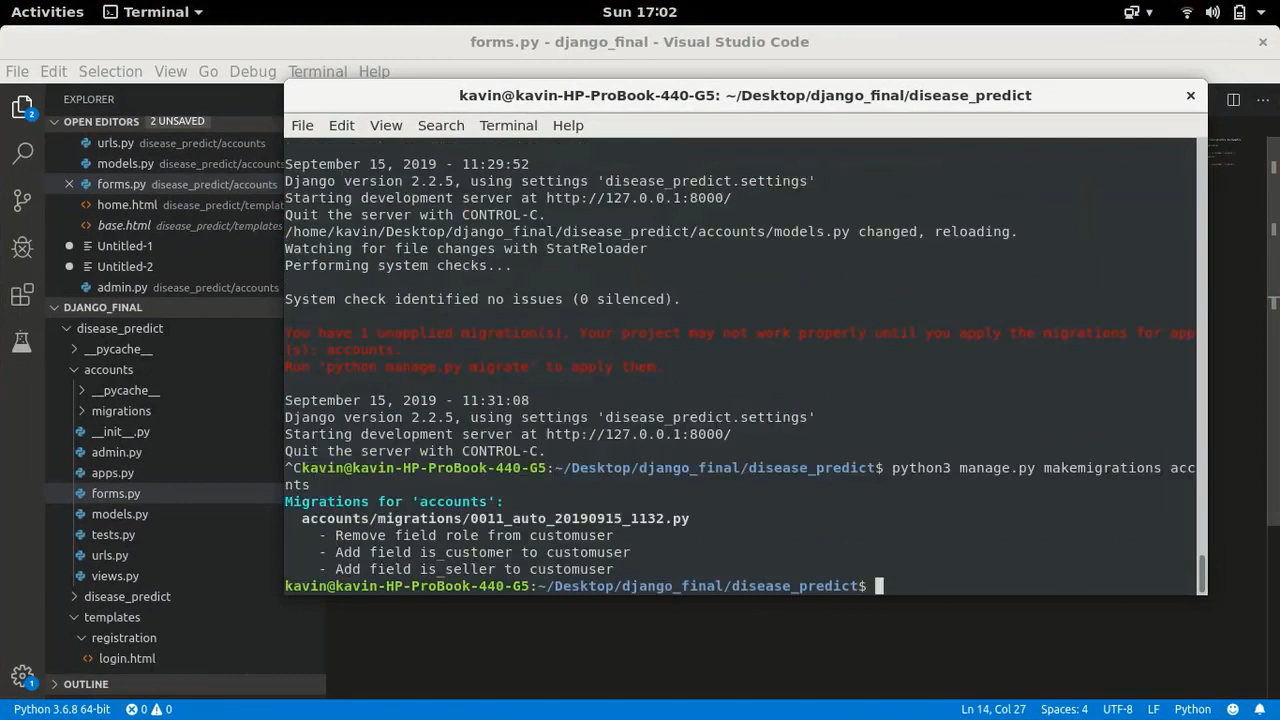 Activities Terminal Sun 17:02
forms.py - django_final - Visual Studio Code
File Edit Selection View Go Debug Terminal Help
EXPLORER
OPEN EDITORS 2 UNSAVED
urls.py disease_predict/accounts
models.py disease_predict/accounts
forms.py disease_predict/accounts
home.html disease_predict/templa
base.html disease_predict/templates
Untitled-1
Untitled-2
admin.py disease_predict/accounts
DJANGO_FINAL
disease_predict
__pycache__
accounts
__pycache__
migrations
__init__.py
admin.py
apps.py
forms.py
models.py
tests.py
urls.py
views.py
disease_predict
templates
registration
login.html
OUTLINE
2
1
kavin@kavin-HP-ProBook-440-G5: ~/Desktop/django_final/disease_predict
File Edit View Search Terminal Help
September 15, 2019 - 11:29:52
Django version 2.2.5, using settings 'disease_predict.settings'
Starting development server at http://127.0.0.1:8000/
Quit the server with CONTROL-C.
/home/kavin/Desktop/django_final/disease_predict/accounts/models.py changed, reloading.
Watching for file changes with StatReloader
Performing system checks...
System check identified no issues (0 silenced).
You have 1 unapplied migration(s). Your project may not work properly until you apply the migrations for app
(s): accounts.
Run 'python manage.py migrate' to apply them.
September 15, 2019 - 11:31:08
Django version 2.2.5, using settings 'disease_predict.settings'
Starting development server at http://127.0.0.1:8000/
Quit the server with CONTROL-C.
^Ckavin@kavin-HP-ProBook-440-G5:~/Desktop/django_final/disease_predict$ python3 manage.py makemigrations acc
nts
Migrations for 'accounts':
accounts/migrations/0011_auto_20190915_1132.py
- Remove field role from customuser
- Add field is_customer to customuser
- Add field is_seller to customuser
kavin@kavin-HP-ProBook-440-G5:~/Desktop/django_final/disease_predict$
Python 3.6.8 64-bit 0 0 Ln 14, Col 27 Spaces: 4 UTF-8 LF Python